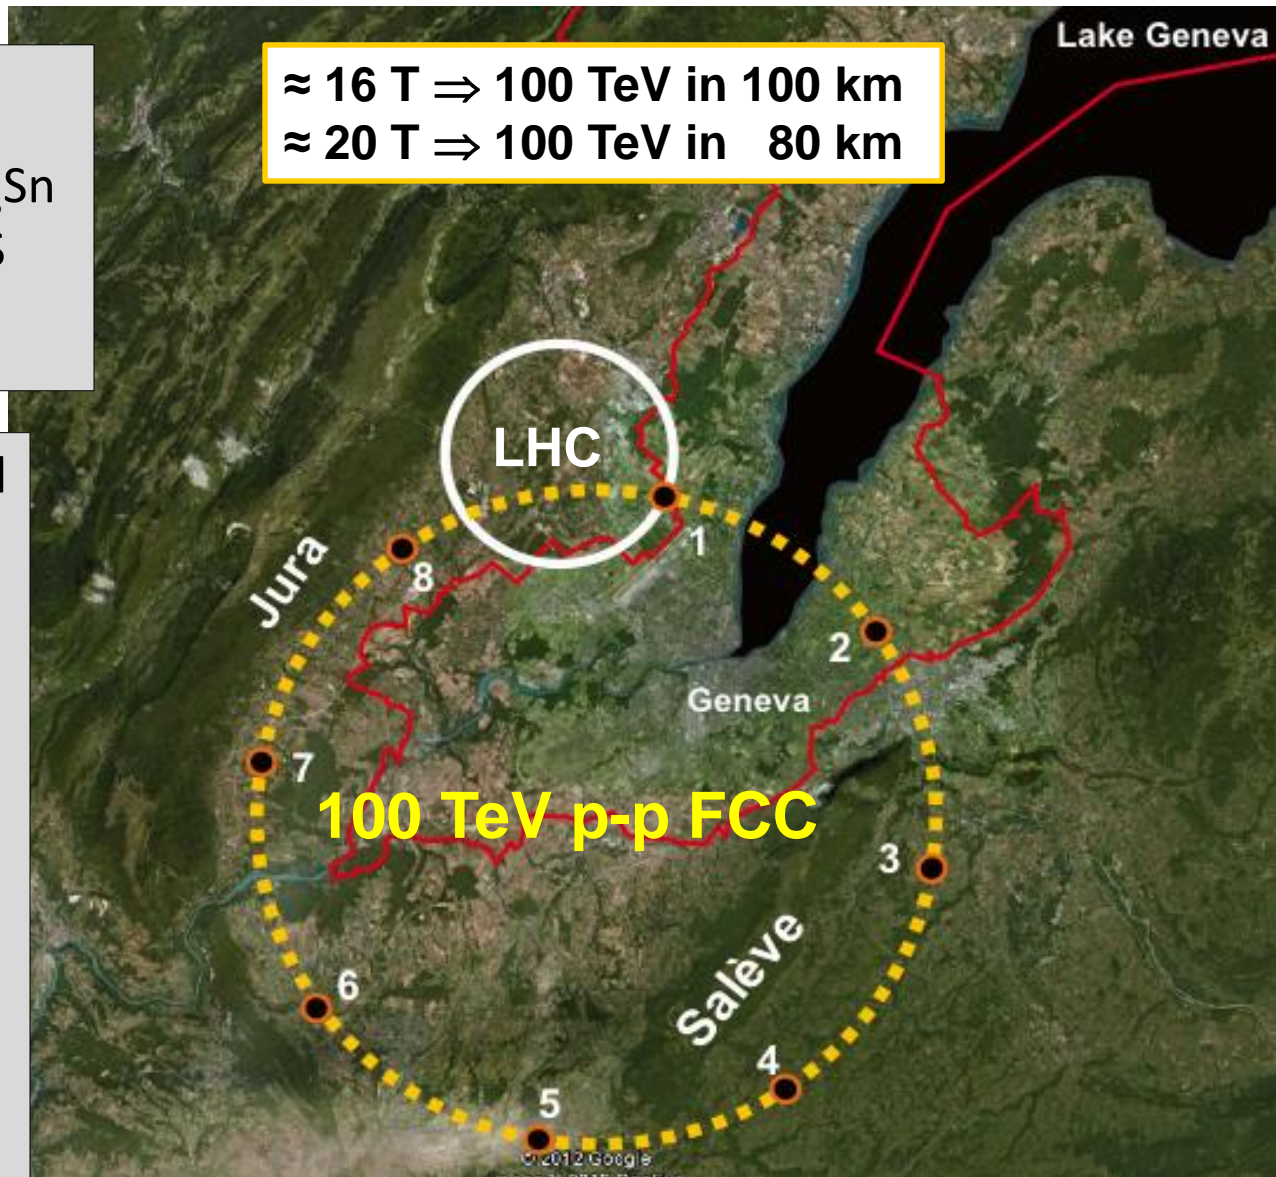 Lake Geneva
≈ 16 T ⇒ 100 TeV in 100 km
≈ 20 T ⇒ 100 TeV in 80 km
Sn
S
LHC
1
Jura
8
2
Geneva
7
100 TeV p-p FCC
3
Salève
6
4
5
© 2012 Google